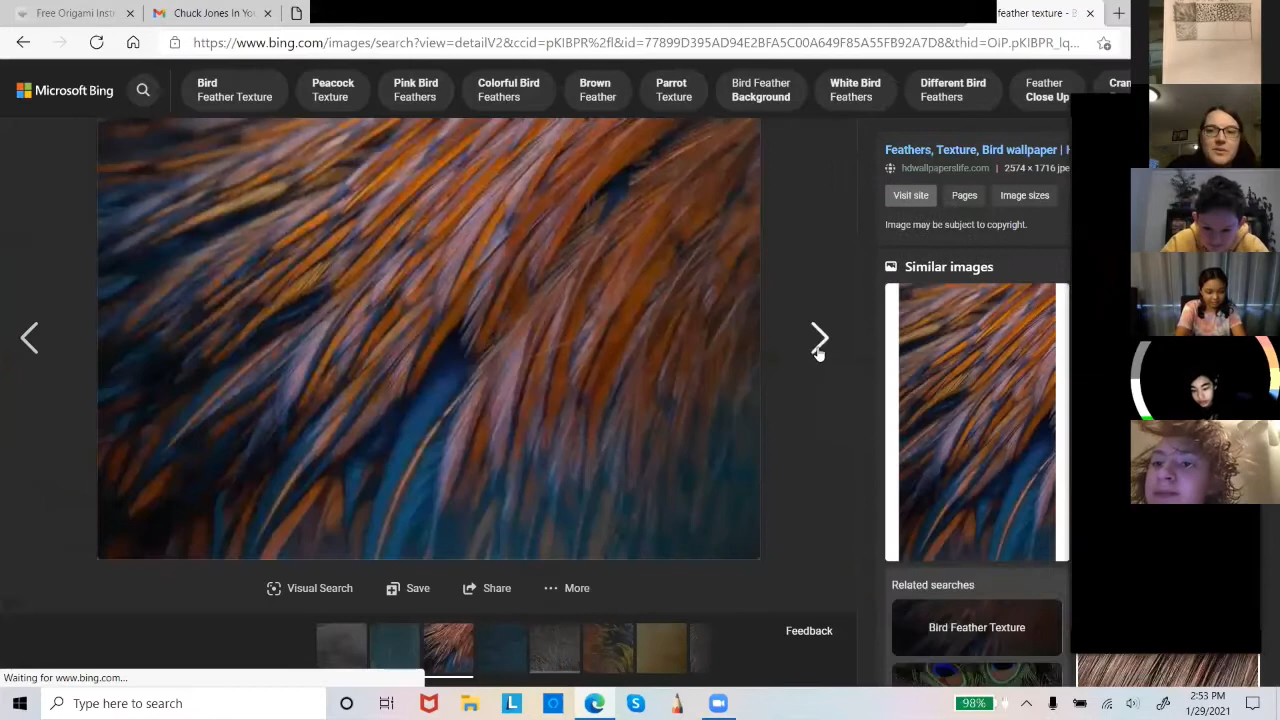 Free Origami Instr
Chuck Jones In Yo
feather texture - B
https://www.bing.com/images/search?view=detailV2&ccid=pKIBPR%2fl&id=77899D395AD94E2BFA5C00A649F85A55FB92A7D8&thid=OiP.pKIBPR_lq...
Microsoft Bing
Bird
Feather Texture
Peacock
Texture
Pink Bird
Feathers
Colorful Bird
Feathers
Brown
Feather
Parrot
Texture
Bird Feather
Background
White Bird
Feathers
Different Bird
Feathers
Feather
Close Up
Cran
Feathers, Texture, Bird wallpaper |
hdwallpaperslife.com | 2574 × 1716 jpe
Visit site
Pages
Image sizes
Image may be subject to copyright.
Similar images
Visual Search
Save
Share
More
Related searches
Bird Feather Texture
Feedback
Waiting for www.bing.com...
Type here to search
98%
2:53 PM
1/29/2021